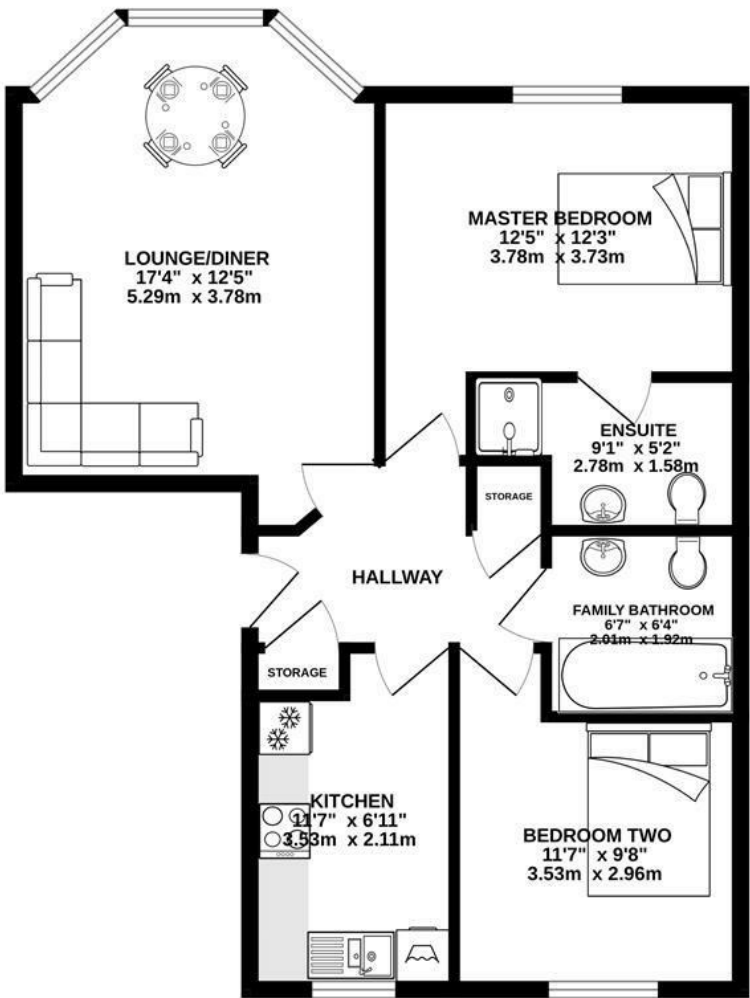 LOUNGE/DINER
17'4" x 12'5"
5.29m x 3.78m
MASTER BEDROOM
12'5" x 12'3"
3.78m x 3.73m
ENSUITE
9'1" x 5'2"
2.78m x 1.58m
STORAGE
HALLWAY
FAMILY BATHROOM
6'7" x 6'4"
2.01m x 1.92m
STORAGE
KITCHEN
11'7" x 6'11"
3.53m x 2.11m
BEDROOM TWO
11'7" x 9'8"
3.53m x 2.96m